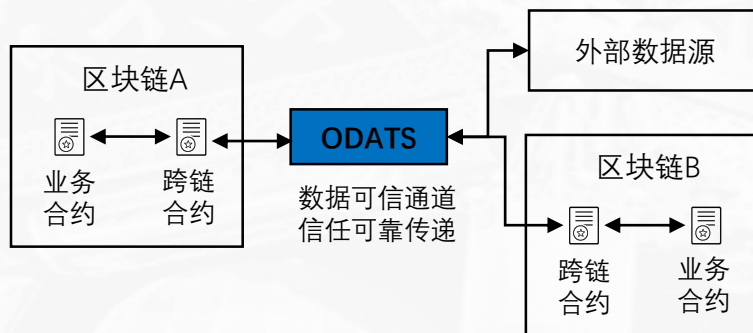 外部数据源
区块链A
业务
合约
跨链
合约
ODATS
数据可信通道
信任可靠传递
区块链B
跨链
合约
业务
合约